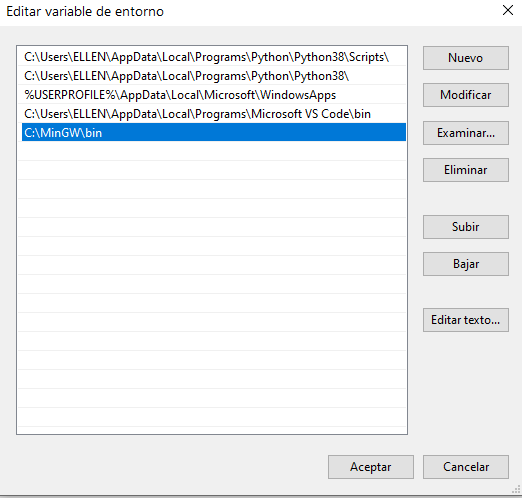 Editar variable de entorno
C:\Users\ELLEN\AppData\Local\Programs\Python\Python38\Scripts\
C:\Users\ELLEN\AppData\Local\Programs\Python\Python38\
%USERPROFILE%\AppData\Local\Microsoft\WindowsApps
C:\Users\ELLEN\AppData\Local\Programs\Microsoft VS Code\bin
C:\MinGW\bin
Nuevo
Modificar
Examinar...
Eliminar
Subir
Bajar
Editar texto...
Aceptar
Cancelar